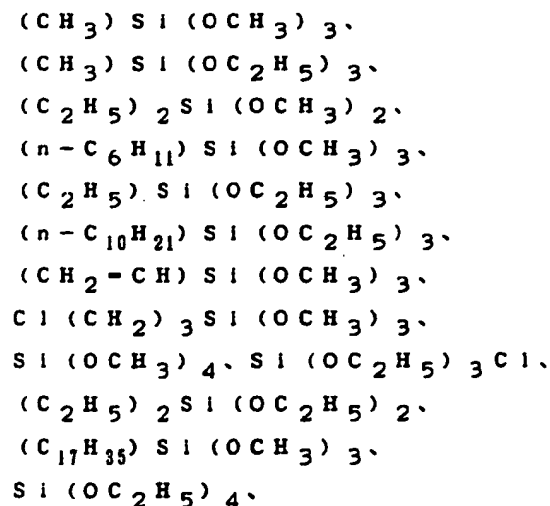 (CH3)Si(OCH3)3、
(CH3)Si(OC2H5)3、
(C2H5)2Si(OCH3)2、
(n-C6H11)Si(OCH3)3、
(C2H5)Si(OC2H5)3、
(n-C10H21)Si(OC2H5)3、
(CH2=CH)Si(OCH3)3、
Cl(CH2)3Si(OCH3)3、
Si(OCH3)4、Si(OC2H5)3Cl、
(C2H5)2Si(OC2H5)2、
(C17H35)Si(OCH3)3、
Si(OC2H5)4、